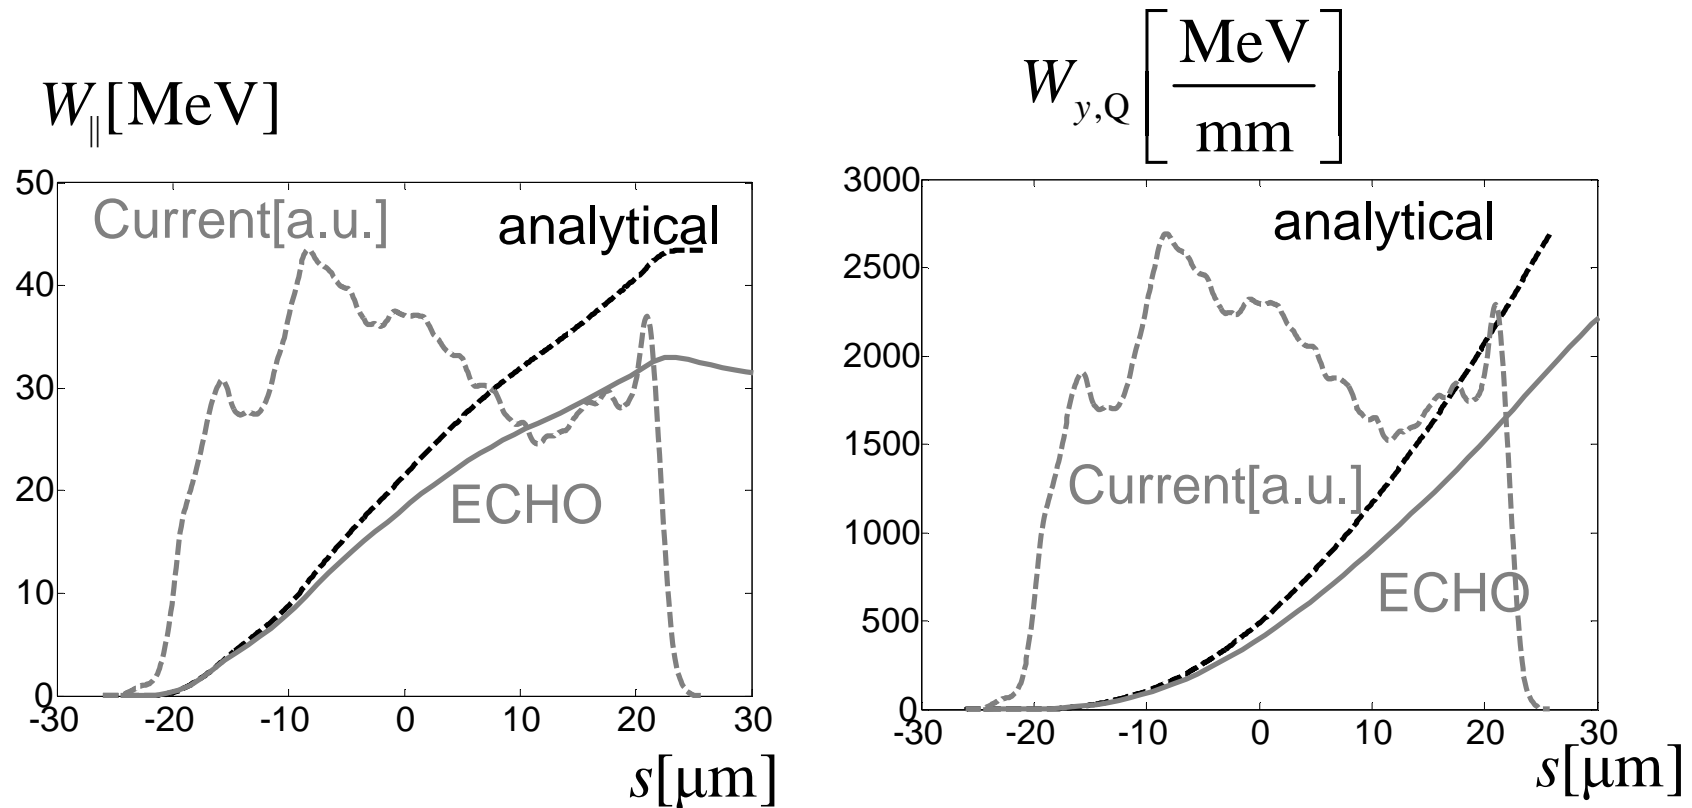 W∥[MeV]
50
40
30
20
10
0
Current[a.u.]
analytical
ECHO
-30 -20 -10 0 10 20 30
s[μm]
W_{y,Q} [MeV/mm]
3000
2500
2000
1500
1000
500
0
analytical
Current[a.u.]
ECHO
-30 -20 -10 0 10 20 30
s[μm]